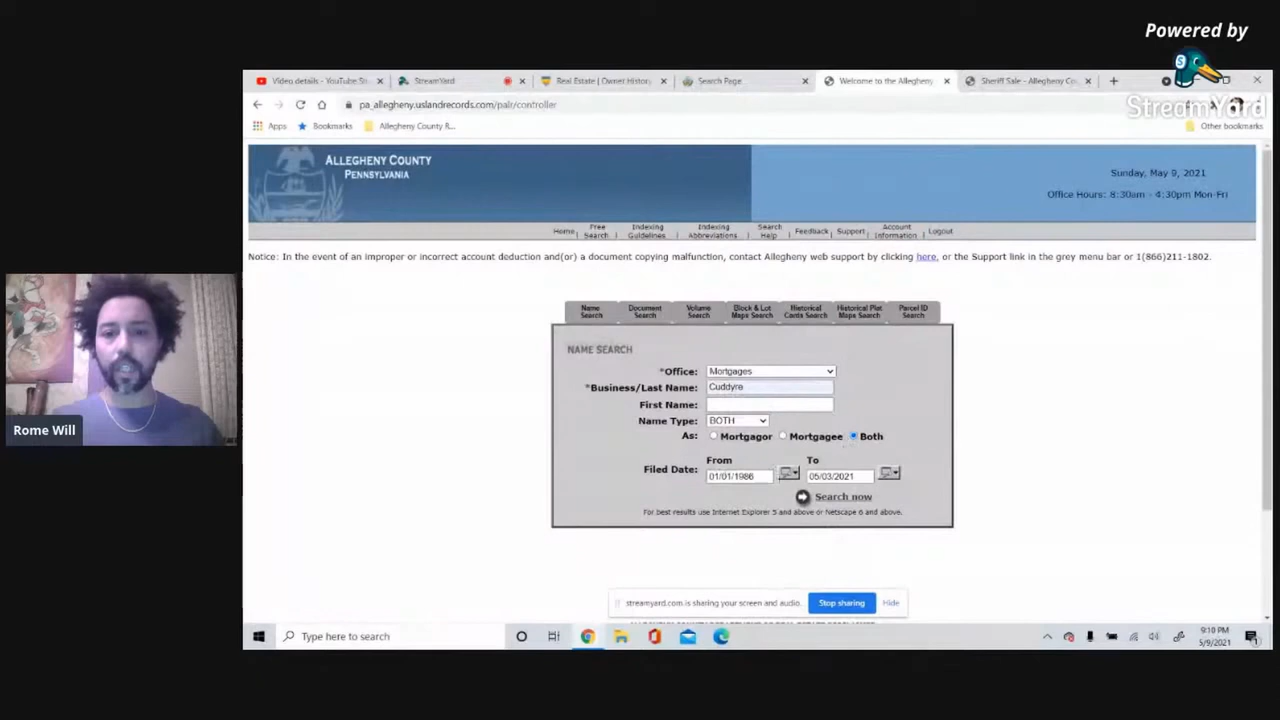 Powered by
StreamYard
Video details - YouTube St
StreamYard
Real Estate | Owner History
Search Page
Welcome to the Allegheny
Sheriff Sale - Allegheny Co
pa_allegheny.uslandrecords.com/palr/controller
Apps
Bookmarks
Allegheny County R...
Other bookmarks
ALLEGHENY COUNTY
PENNSYLVANIA
Sunday, May 9, 2021
Office Hours: 8:30am - 4:30pm Mon-Fri
Home | Free Search | Indexing Guidelines | Indexing Abbreviations | Search Help | Feedback | Support | Account Information | Logout
Notice: In the event of an improper or incorrect account deduction and(or) a document copying malfunction, contact Allegheny web support by clicking here, or the Support link in the grey menu bar or 1(866)211-1802.
Name Search Document Search Volume Search Block & Lot Maps Search Historical Cards Search Historical Plot Maps Search Parcel ID Search
NAME SEARCH
*Office: Mortgages
*Business/Last Name: Cuddyre
First Name:
Name Type: BOTH
As: Mortgagor Mortgagee Both
From To
Filed Date: 01/01/1986 05/03/2021
Search now
For best results use Internet Explorer 5 and above or Netscape 6 and above.
Rome Will
streamyard.com is sharing your screen and audio.
Stop sharing
Hide
Type here to search
9:10 PM
5/9/2021